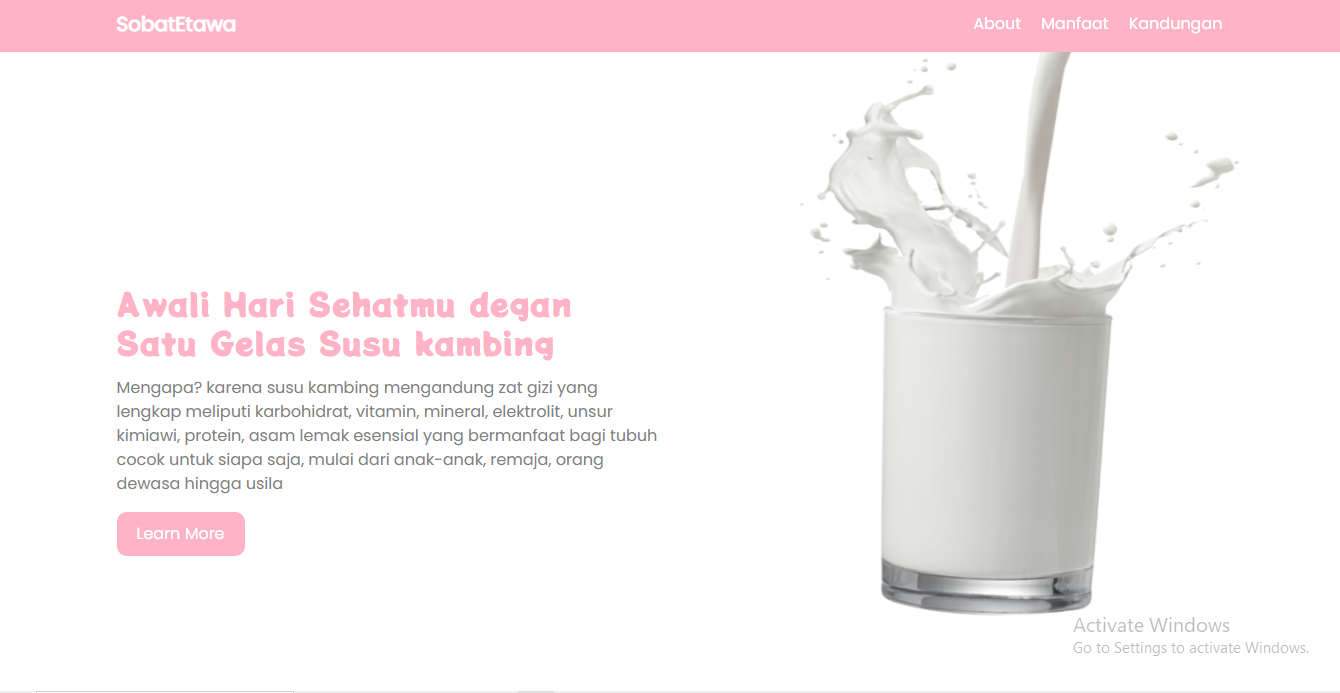 SobatEtawa
About Manfaat Kandungan
Awali Hari Sehatmu degan
Satu Gelas Susu kambing
Mengapa? karena susu kambing mengandung zat gizi yang
lengkap meliputi karbohidrat, vitamin, mineral, elektrolit, unsur
kimiawi, protein, asam lemak esensial yang bermanfaat bagi tubuh
cocok untuk siapa saja, mulai dari anak-anak, remaja, orang
dewasa hingga usila
Learn More
Activate Windows
Go to Settings to activate Windows.